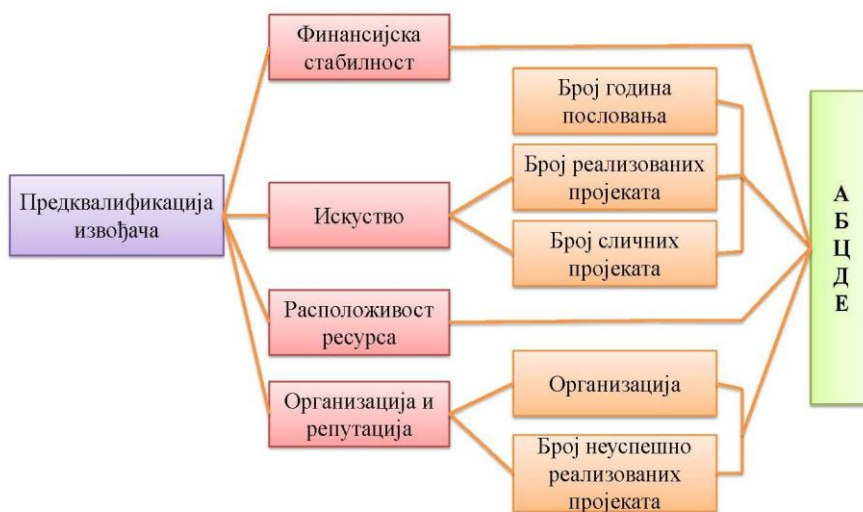 Предквалификација
извођача
Финансијска
стабилност
Искуство
Расположивост
ресурса
Организација и
репутација
Број година
пословања
Број реализованих
пројеката
Број сличних
пројеката
Организација
Број неуспешно
реализованих
пројеката
А
Б
Ц
Д
Е